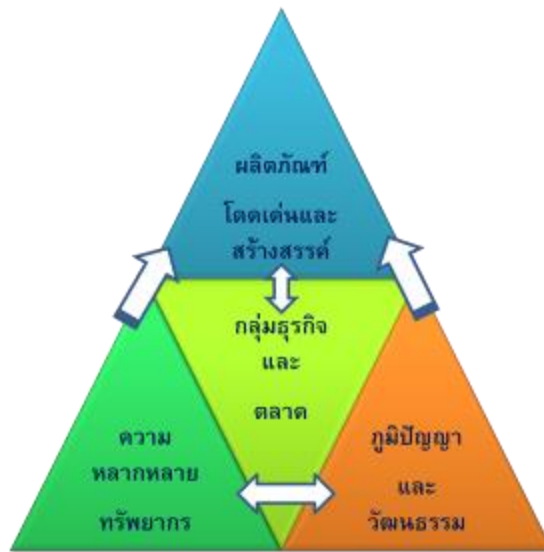 ผลิตภัณฑ์
โดดเด่นและ
สร้างสรรค์
กลุ่มธุรกิจ
และ
ตลาด
ความ
หลากหลาย
ทรัพยากร
ภูมิปัญญา
และ
วัฒนธรรม